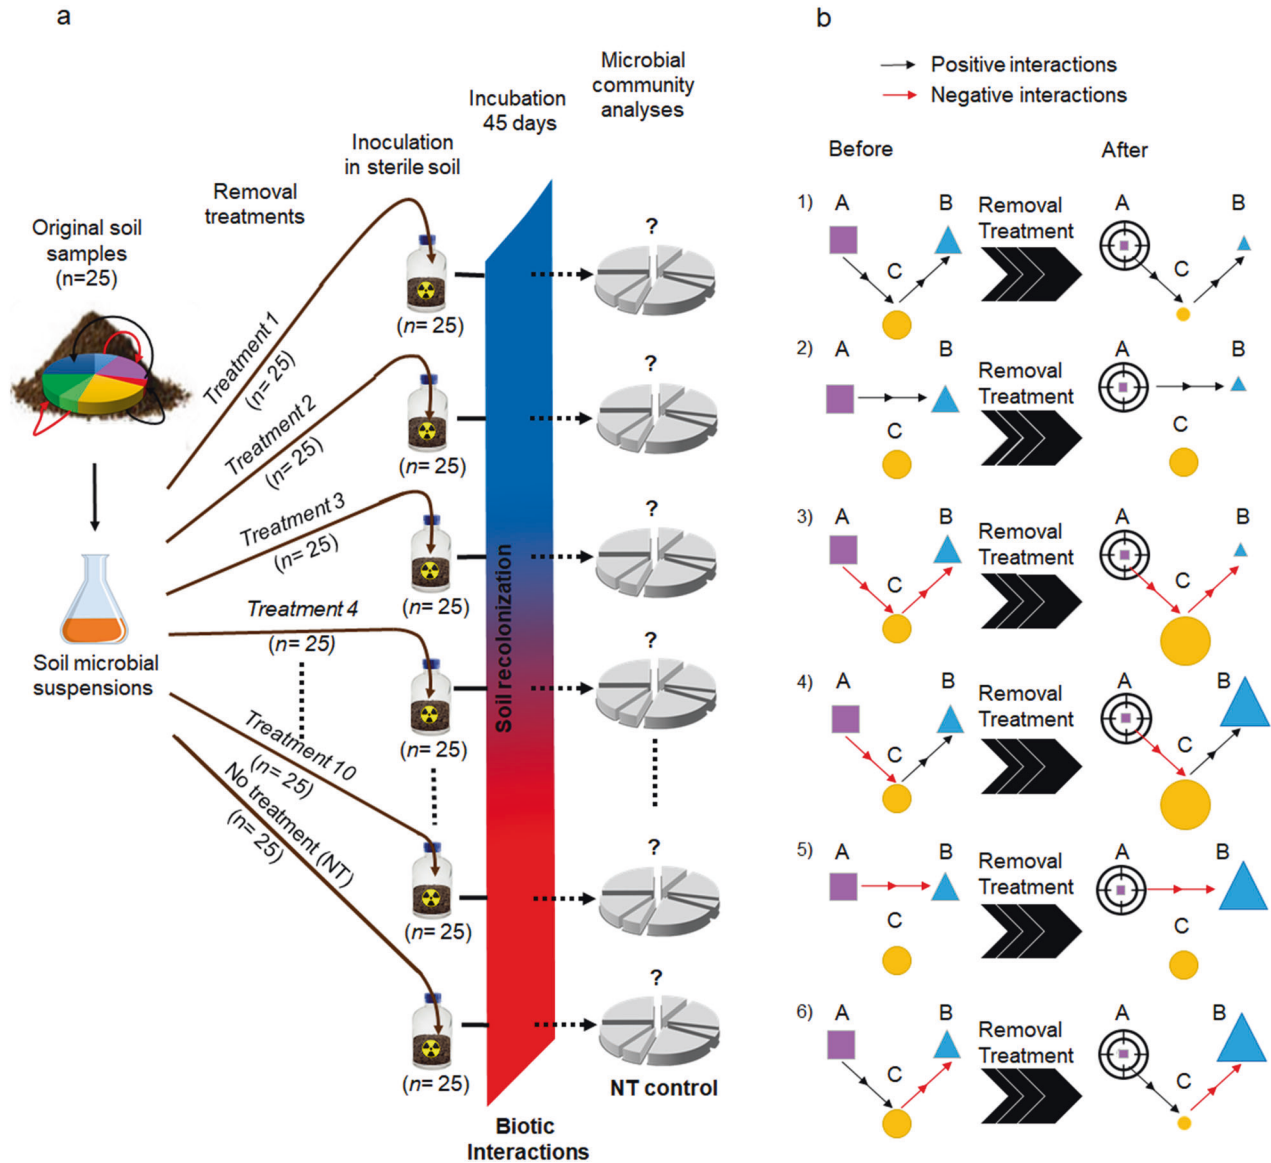 a
Original soil
samples
(n=25)
Soil microbial
suspensions
Removal
treatments
Treatment 1
(n= 25)
Treatment 2
(n= 25)
Treatment 3
(n= 25)
Treatment 4
(n= 25)
Treatment 10
(n= 25)
No treatment (NT)
(n= 25)
Inoculation
in sterile soil
(n= 25)
(n= 25)
(n= 25)
(n= 25)
(n= 25)
(n= 25)
Incubation
45 days
Soil recolonization
Biotic
Interactions
Microbial
community
analyses
?
?
?
?
?
?
NT control
b
Positive interactions
Negative interactions
Before
After
1)
A
B
C
Removal
Treatment
A
B
C
2)
A
B
C
Removal
Treatment
A
B
C
3)
A
B
C
Removal
Treatment
A
B
C
4)
A
B
C
Removal
Treatment
A
B
C
5)
A
B
C
Removal
Treatment
A
B
C
6)
A
B
C
Removal
Treatment
A
B
C